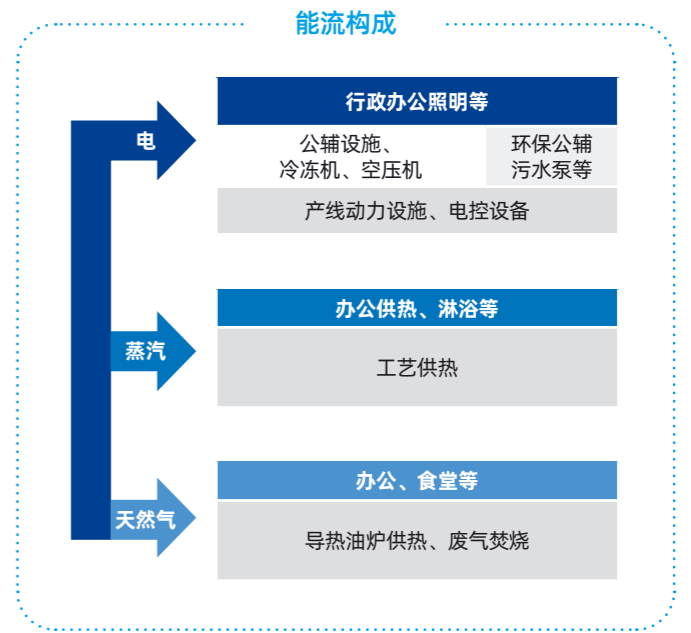 能流构成
电
行政办公照明等
公辅设施、
冷冻机、空压机
环保公辅
污水泵等
产线动力设施、电控设备
蒸汽
办公供热、淋浴等
工艺供热
天然气
办公、食堂等
导热油炉供热、废气焚烧